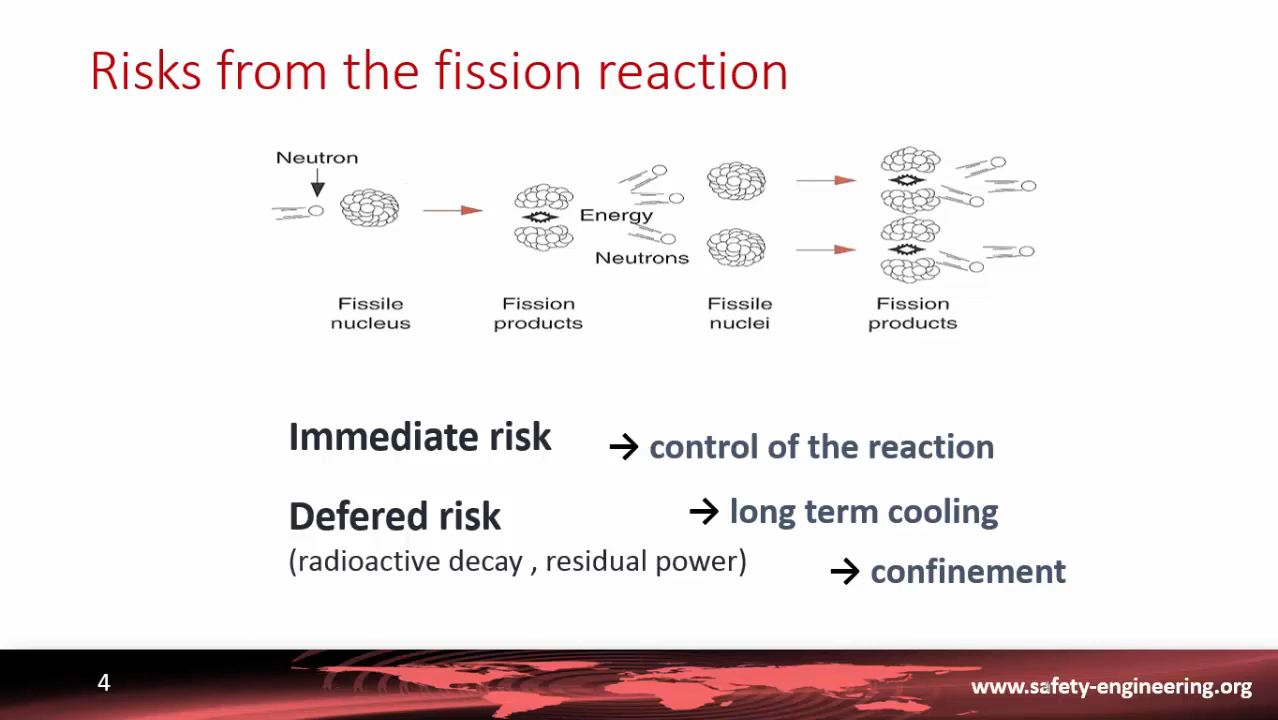 Risks from the fission reaction
Neutron
Energy
Neutrons
Fissile
nucleus
Fission
products
Fissile
nuclei
Fission
products
Immediate risk
→ control of the reaction
Defered risk
→ long term cooling
(radioactive decay , residual power)
→ confinement
4
www.safety-engineering.org